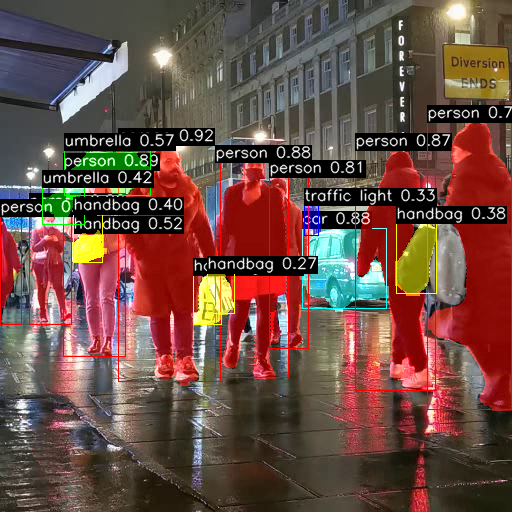 FOREVER
Diversion
ENDS
person 0.7
umbrella 0.57
0.92
person 0.87
person 0.88
person 0.89
person 0.81
umbrella 0.42
traffic light 0.33
handbag 0.40
person 0
handbag 0.38
car 0.88
handbag 0.52
handbag 0.27